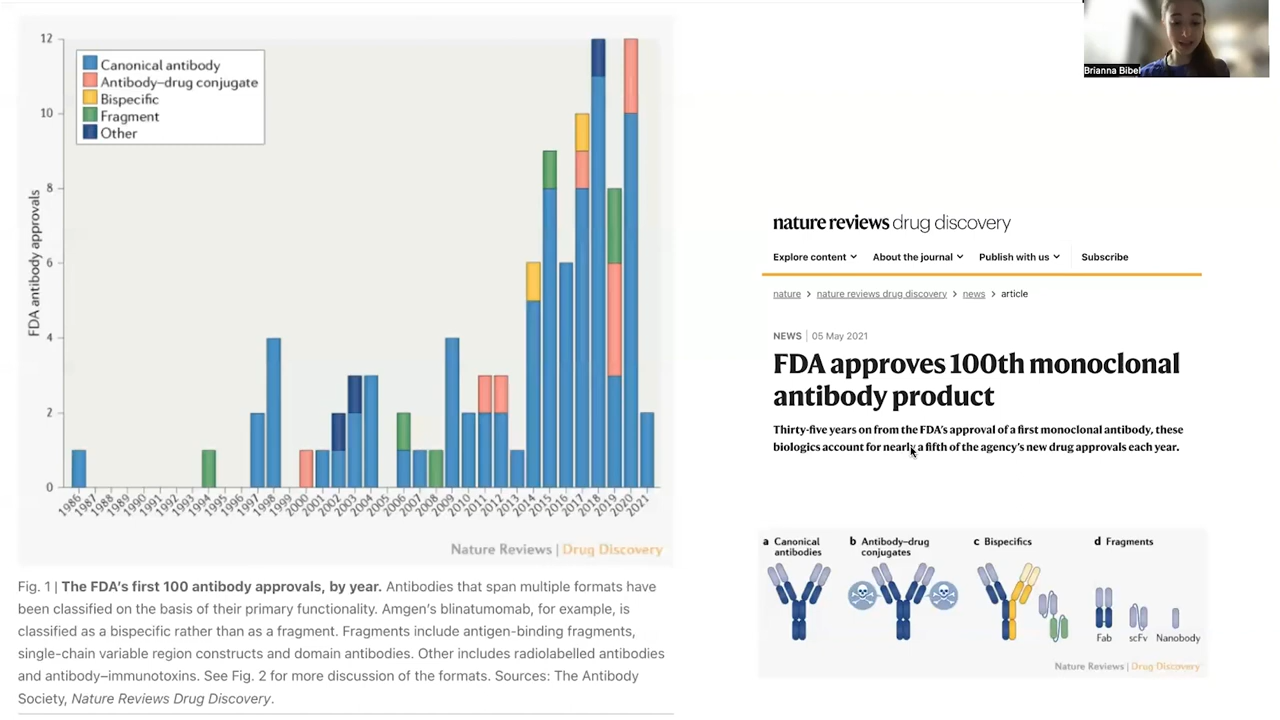 12
10
8
6
4
2
0
FDA antibody approvals
Canonical antibody
Antibody–drug conjugate
Bispecific
Fragment
Other
1986
1987
1988
1989
1990
1991
1992
1993
1994
1995
1996
1997
1998
1999
2000
2001
2002
2003
2004
2005
2006
2007
2008
2009
2010
2011
2012
2013
2014
2015
2016
2017
2018
2019
2020
2021
Nature Reviews | Drug Discovery
Fig. 1 | The FDA's first 100 antibody approvals, by year. Antibodies that span multiple formats have
been classified on the basis of their primary functionality. Amgen's blinatumomab, for example, is
classified as a bispecific rather than as a fragment. Fragments include antigen-binding fragments,
single-chain variable region constructs and domain antibodies. Other includes radiolabelled antibodies
and antibody–immunotoxins. See Fig. 2 for more discussion of the formats. Sources: The Antibody
Society, Nature Reviews Drug Discovery.
Brianna Bibel
nature reviews drug discovery
Explore content About the journal Publish with us Subscribe
nature > nature reviews drug discovery > news > article
NEWS | 05 May 2021
FDA approves 100th monoclonal
antibody product
Thirty-five years on from the FDA's approval of a first monoclonal antibody, these
biologics account for nearly a fifth of the agency's new drug approvals each year.
a Canonical
antibodies
b Antibody–drug
conjugates
c Bispecifics
d Fragments
Fab scFv Nanobody
Nature Reviews | Drug Discovery